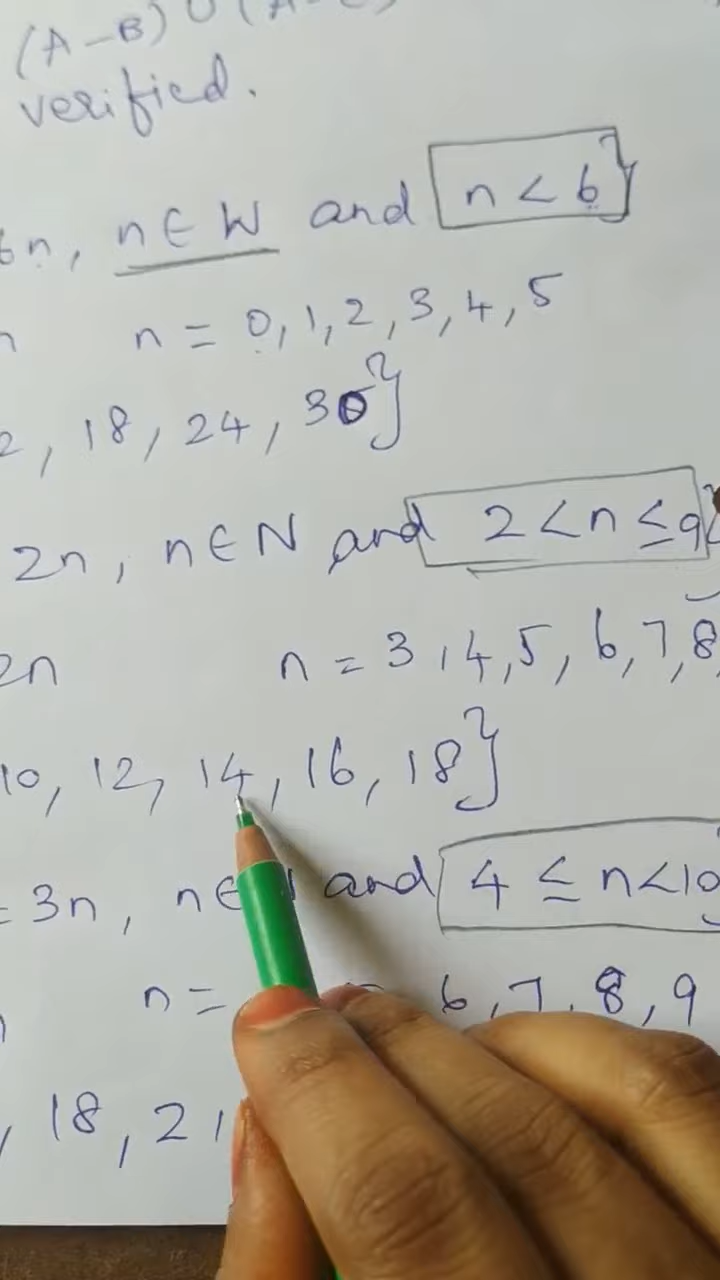 (A-B) U (A-
verified.
6n, n ∈ W and n < 6}
n n = 0, 1, 2, 3, 4, 5
2, 18, 24, 30}
2n, n ∈ N and 2 < n ≤ 9}
2n n = 3, 4, 5, 6, 7, 8,
10, 12, 14, 16, 18}
= 3n, n ∈ and 4 ≤ n < 10
n = 6, 7, 8, 9
, 18, 21